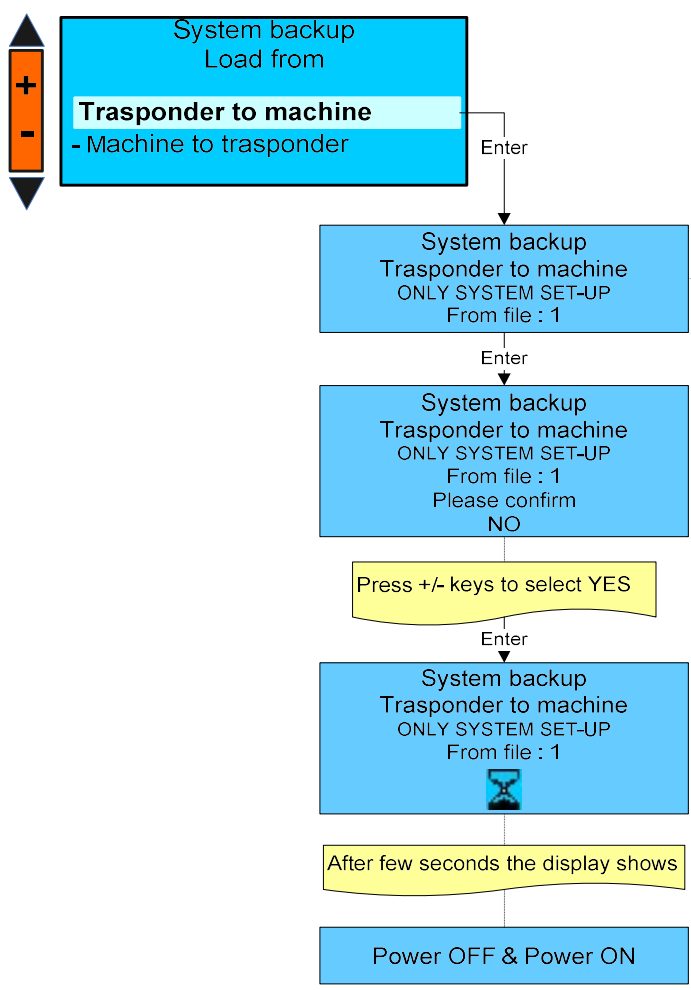 System backup
Load from
+
Trasponder to machine
-
- Machine to trasponder
Enter
System backup
Trasponder to machine
ONLY SYSTEM SET-UP
From file : 1
Enter
System backup
Trasponder to machine
ONLY SYSTEM SET-UP
From file : 1
Please confirm
NO
Press +/- keys to select YES
Enter
System backup
Trasponder to machine
ONLY SYSTEM SET-UP
From file : 1
After few seconds the display shows
Power OFF & Power ON